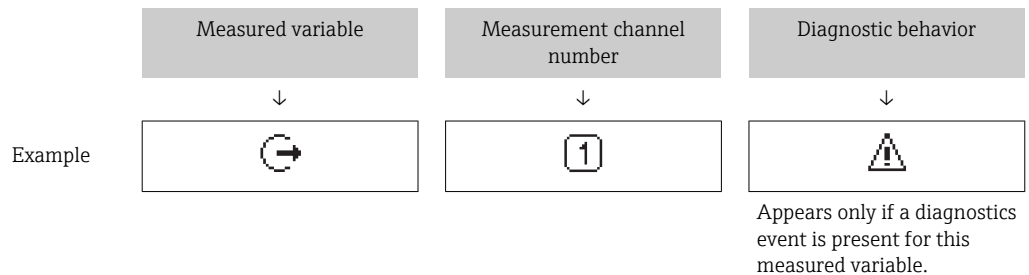 Measured variable
Measurement channel
number
Diagnostic behavior
↓ ↓ ↓
Example
1
Appears only if a diagnostics
event is present for this
measured variable.